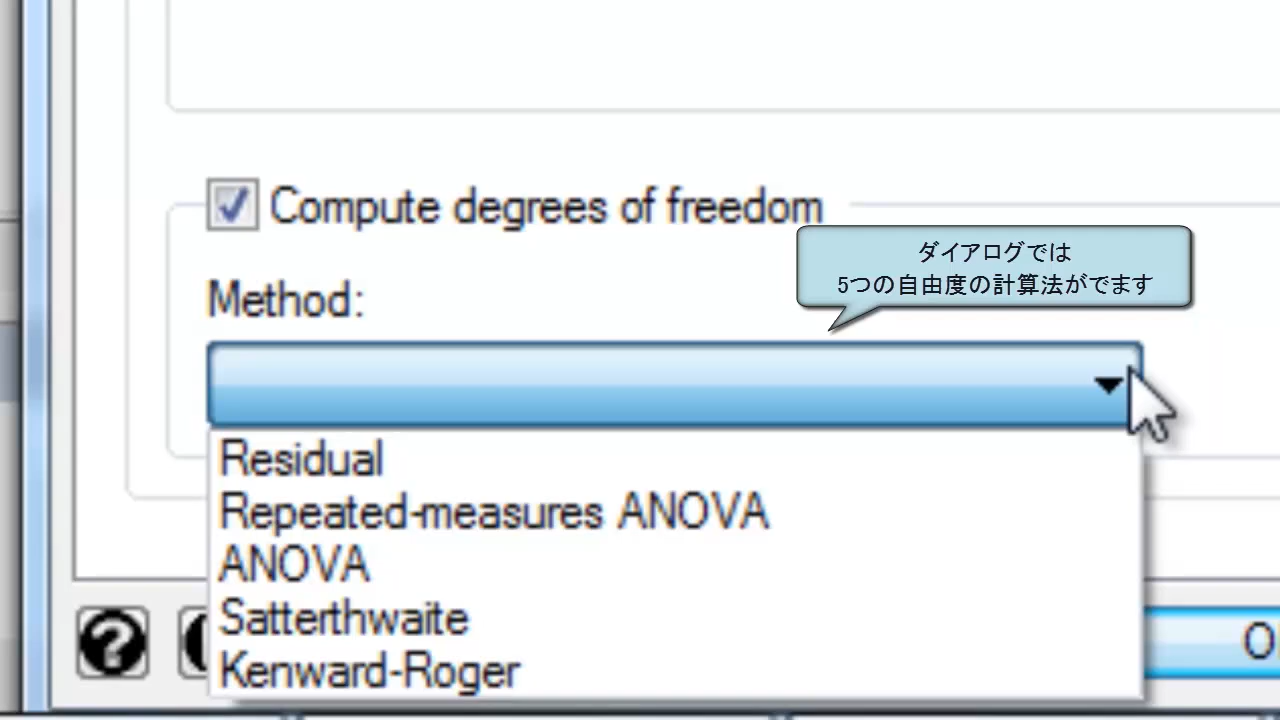 Compute degrees of freedom
ダイアログでは
5つの自由度の計算法がでます
Method:
Residual
Repeated-measures ANOVA
ANOVA
Satterthwaite
Kenward-Roger